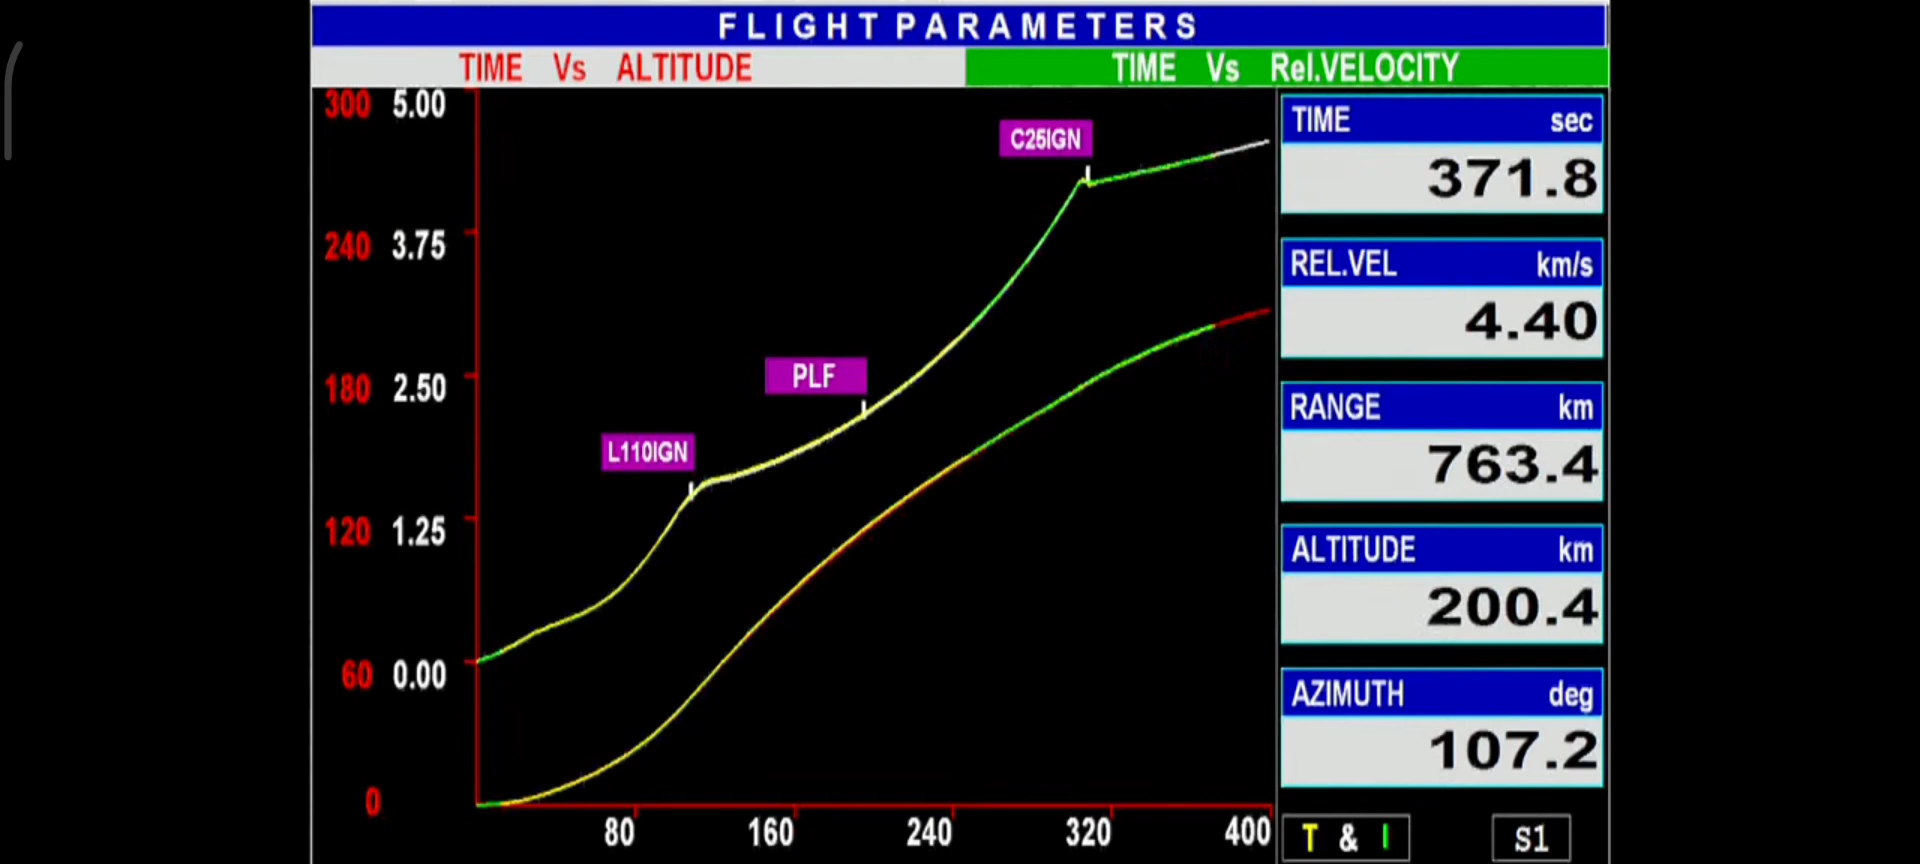 FLIGHT PARAMETERS
TIME Vs ALTITUDE
TIME Vs Rel.VELOCITY
300 5.00
240 3.75
180 2.50
120 1.25
60 0.00
0
80 160 240 320 400
C25IGN
PLF
L110IGN
TIME sec
371.8
REL.VEL km/s
4.40
RANGE km
763.4
ALTITUDE km
200.4
AZIMUTH deg
107.2
T & I
S1